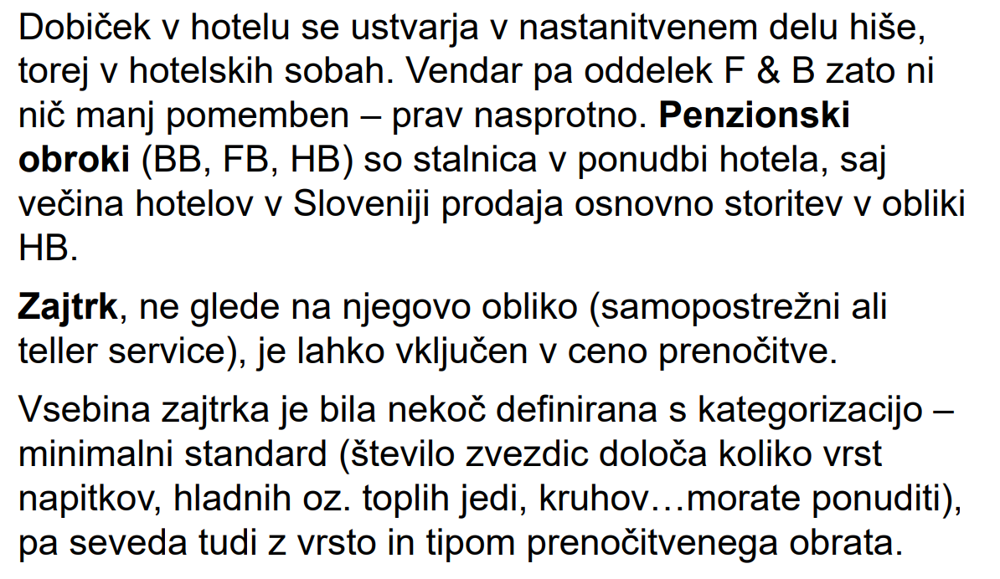 Dobiček v hotelu se ustvarja v nastanitvenem delu hiše,
torej v hotelskih sobah. Vendar pa oddelek F & B zato ni
nič manj pomemben – prav nasprotno. Penzionski
obroki (BB, FB, HB) so stalnica v ponudbi hotela, saj
večina hotelov v Sloveniji prodaja osnovno storitev v obliki
HB.
Zajtrk, ne glede na njegovo obliko (samopostrežni ali
teller service), je lahko vključen v ceno prenočitve.
Vsebina zajtrka je bila nekoč definirana s kategorizacijo –
minimalni standard (število zvezdic določa koliko vrst
napitkov, hladnih oz. toplih jedi, kruhov…morate ponuditi),
pa seveda tudi z vrsto in tipom prenočitvenega obrata.